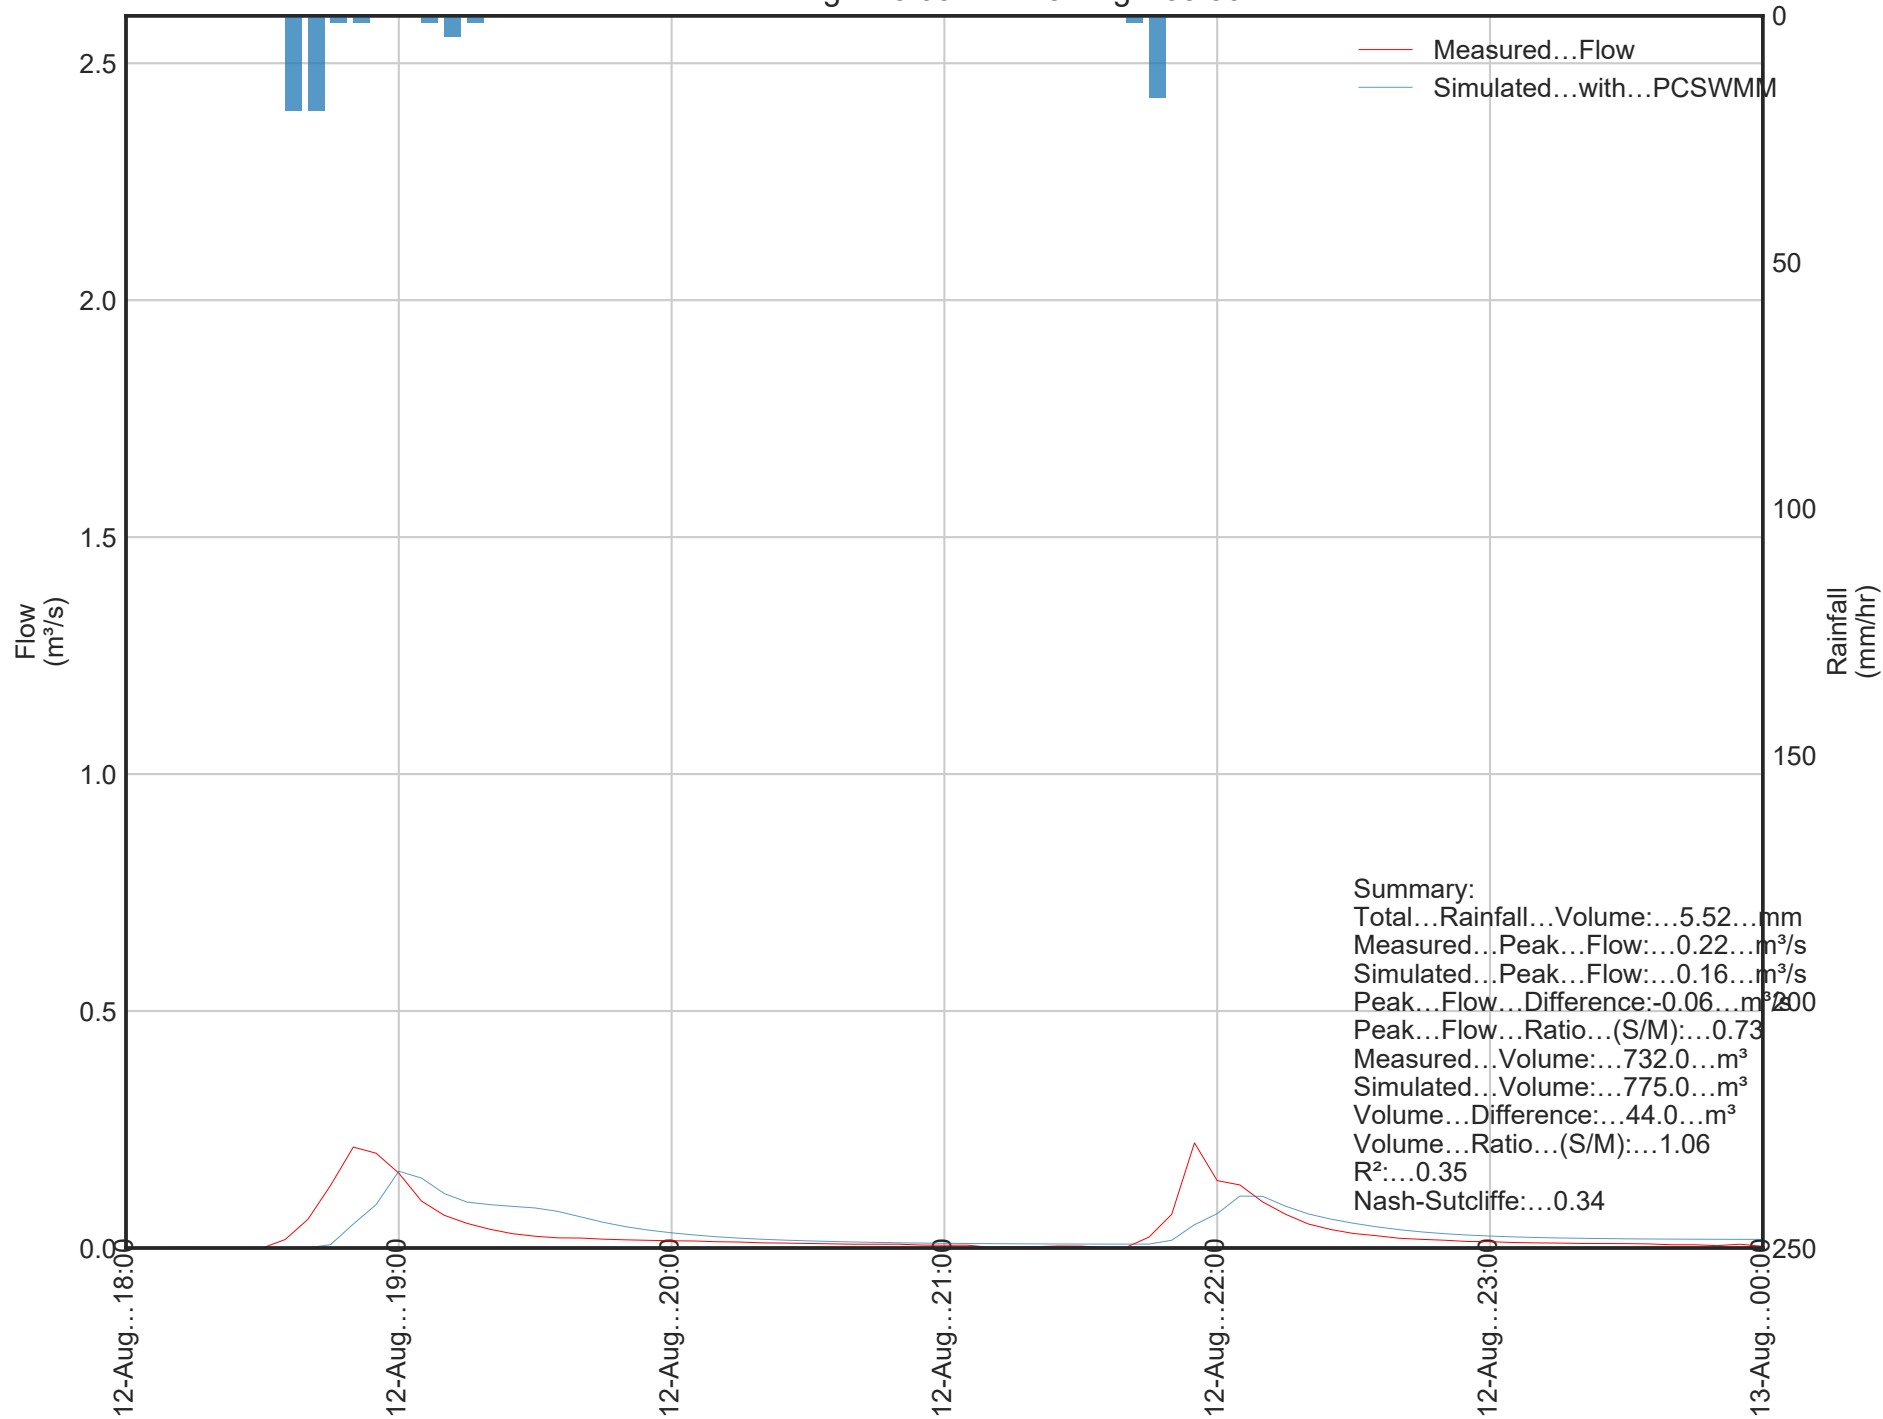 0
2.5
Measured…Flow
Simulated…with…PCSWMM
50
2.0
100
1.5
Flow
(m³/s)
Rainfall
(mm/hr)
150
1.0
Summary:
Total…Rainfall…Volume:…5.52…mm
Measured…Peak…Flow:…0.22…m³/s
Simulated…Peak…Flow:…0.16…m³/s
Peak…Flow…Difference:-0.06…m³/s
200
0.5
Peak…Flow…Ratio…(S/M):…0.73
Measured…Volume:…732.0…m³
Simulated…Volume:…775.0…m³
Volume…Difference:…44.0…m³
Volume…Ratio…(S/M):…1.06
R²:…0.35
Nash-Sutcliffe:…0.34
0.0
250
12-Aug…18:00
12-Aug…19:00
12-Aug…20:00
12-Aug…21:00
12-Aug…22:00
12-Aug…23:00
13-Aug…00:00